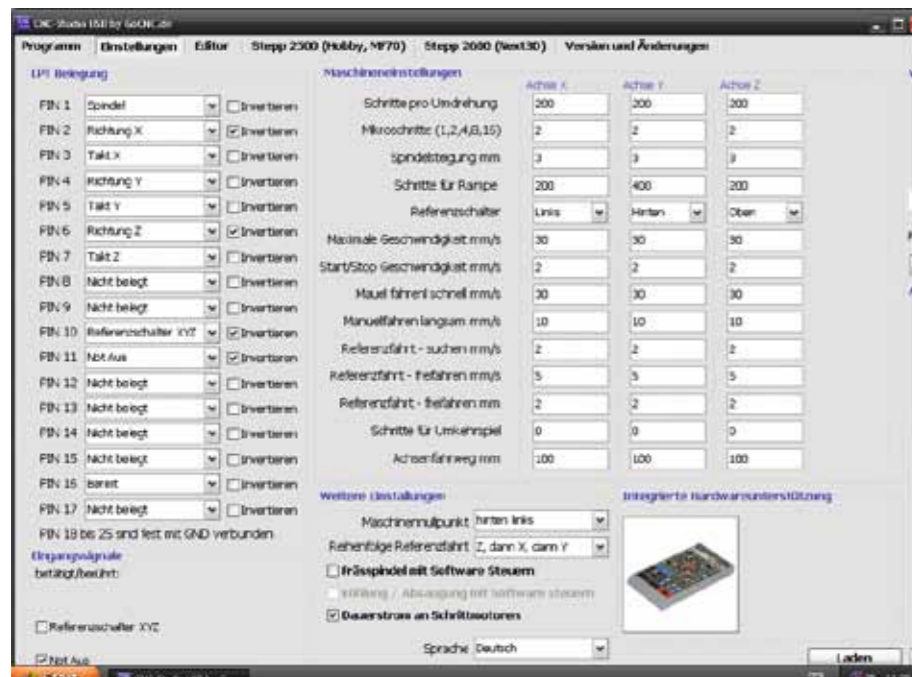 CNC-Studio USB by GoCNC.de
Programm Einstellungen Editor Stepp 2300 (Hobby, MF70) Stepp 2000 (Next3D) Version und Änderungen
LPT Belegung
PIN 1 Spindel Invertieren
PIN 2 Richtung X Invertieren
PIN 3 Takt X Invertieren
PIN 4 Richtung Y Invertieren
PIN 5 Takt Y Invertieren
PIN 6 Richtung Z Invertieren
PIN 7 Takt Z Invertieren
PIN 8 Nicht belegt Invertieren
PIN 9 Nicht belegt Invertieren
PIN 10 Referenzschalter XYZ Invertieren
PIN 11 Not Aus Invertieren
PIN 12 Nicht belegt Invertieren
PIN 13 Nicht belegt Invertieren
PIN 14 Nicht belegt Invertieren
PIN 15 Nicht belegt Invertieren
PIN 16 Bereit Invertieren
PIN 17 Nicht belegt Invertieren
PIN 18 bis 25 sind fest mit GND verbunden
Eingangssignale
betätigt/berührt:
Referenzschalter XYZ
Not Aus
Maschineneinstellungen
Achse X Achse Y Achse Z
Schritte pro Umdrehung 200 200 200
Mikroschritte (1,2,4,8,16) 2 2 2
Spindelsteigung mm 3 3 3
Schritte für Rampe 200 400 200
Referenzschalter Links Hinten Oben
Maximale Geschwindigkeit mm/s 30 30 30
Start/Stop Geschwindigkeit mm/s 2 2 2
Mauel fahren schnell mm/s 30 30 30
Manuelfahren langsam mm/s 10 10 10
Referenzfahrt - suchen mm/s 2 2 2
Referenzfahrt - freifahren mm/s 5 5 5
Referenzfahrt - freifahren mm 2 2 2
Schritte für Umkehrspiel 0 0 0
Achsenfahrweg mm 100 100 100
Weitere Einstallungen
Maschinennullpunkt hinten links
Reihenfolge Referenzfahrt Z, dann X, dann Y
Frässpindel mit Software Steuern
Kühlung / Absaugung mit Software steuern
Dauerstrom an Schrittmotoren
Sprache Deutsch
Integrierte Hardwareunterstützung
Laden